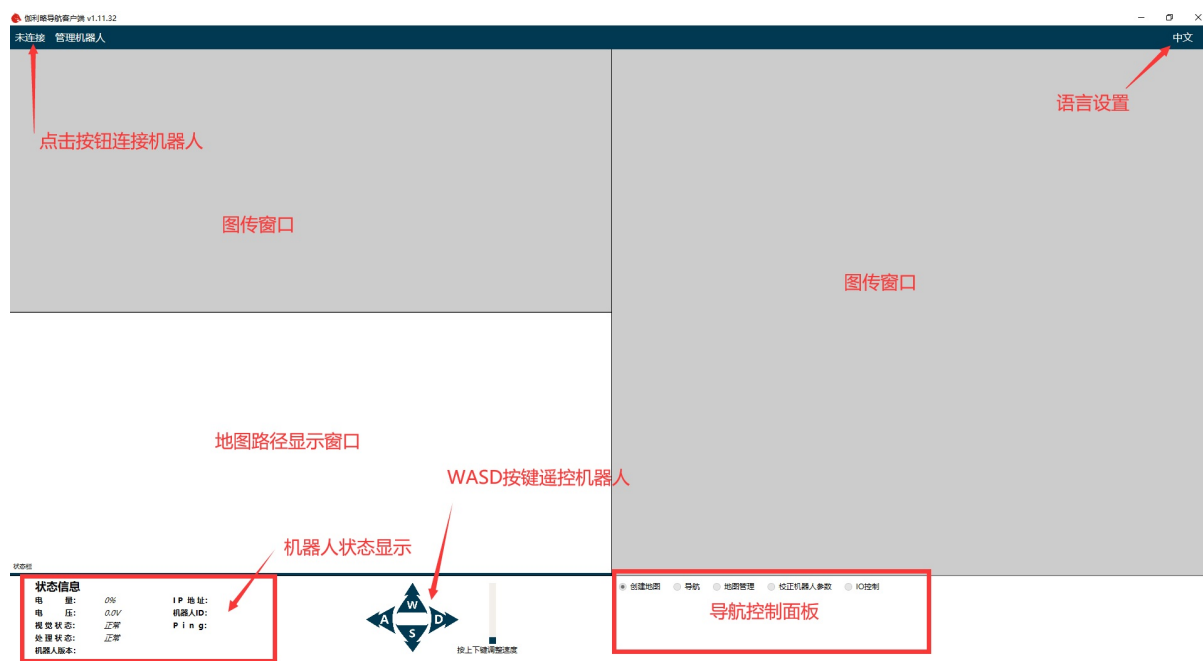 伽利略导航客户端 v1.11.32
未连接 管理机器人 中文
语言设置
点击按钮连接机器人
图传窗口
图传窗口
地图路径显示窗口
WASD按键遥控机器人
机器人状态显示
状态栏
状态信息
电 量: 0% IP 地址:
电 压: 0.0V 机器人ID:
视觉状态: 正常 Ping:
处理状态: 正常
机器人版本:
W
A D
S
按上下键调整速度
创建地图 导航 地图管理 校正机器人参数 IO控制
导航控制面板